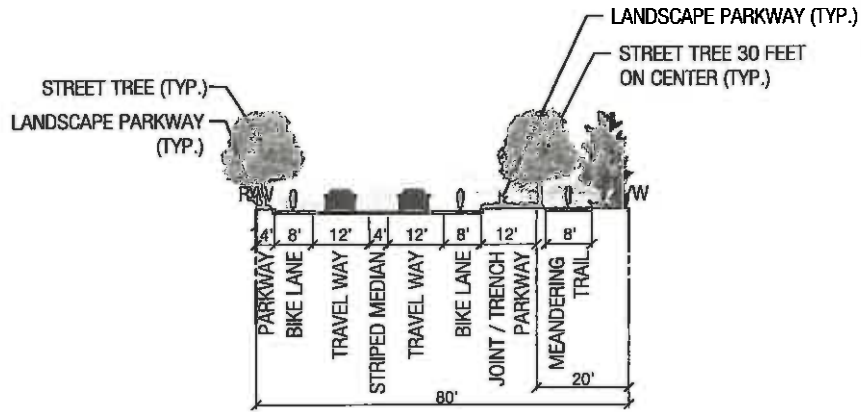 LANDSCAPE PARKWAY (TYP.)
STREET TREE 30 FEET
ON CENTER (TYP.)
STREET TREE (TYP.)
LANDSCAPE PARKWAY
(TYP.)
4' 8' 12' 4' 12' 8' 12' 8'
PARKWAY
BIKE LANE
TRAVEL WAY
STRIPED MEDIAN
TRAVEL WAY
BIKE LANE
JOINT / TRENCH
PARKWAY
MEANDERING
TRAIL
20'
80'